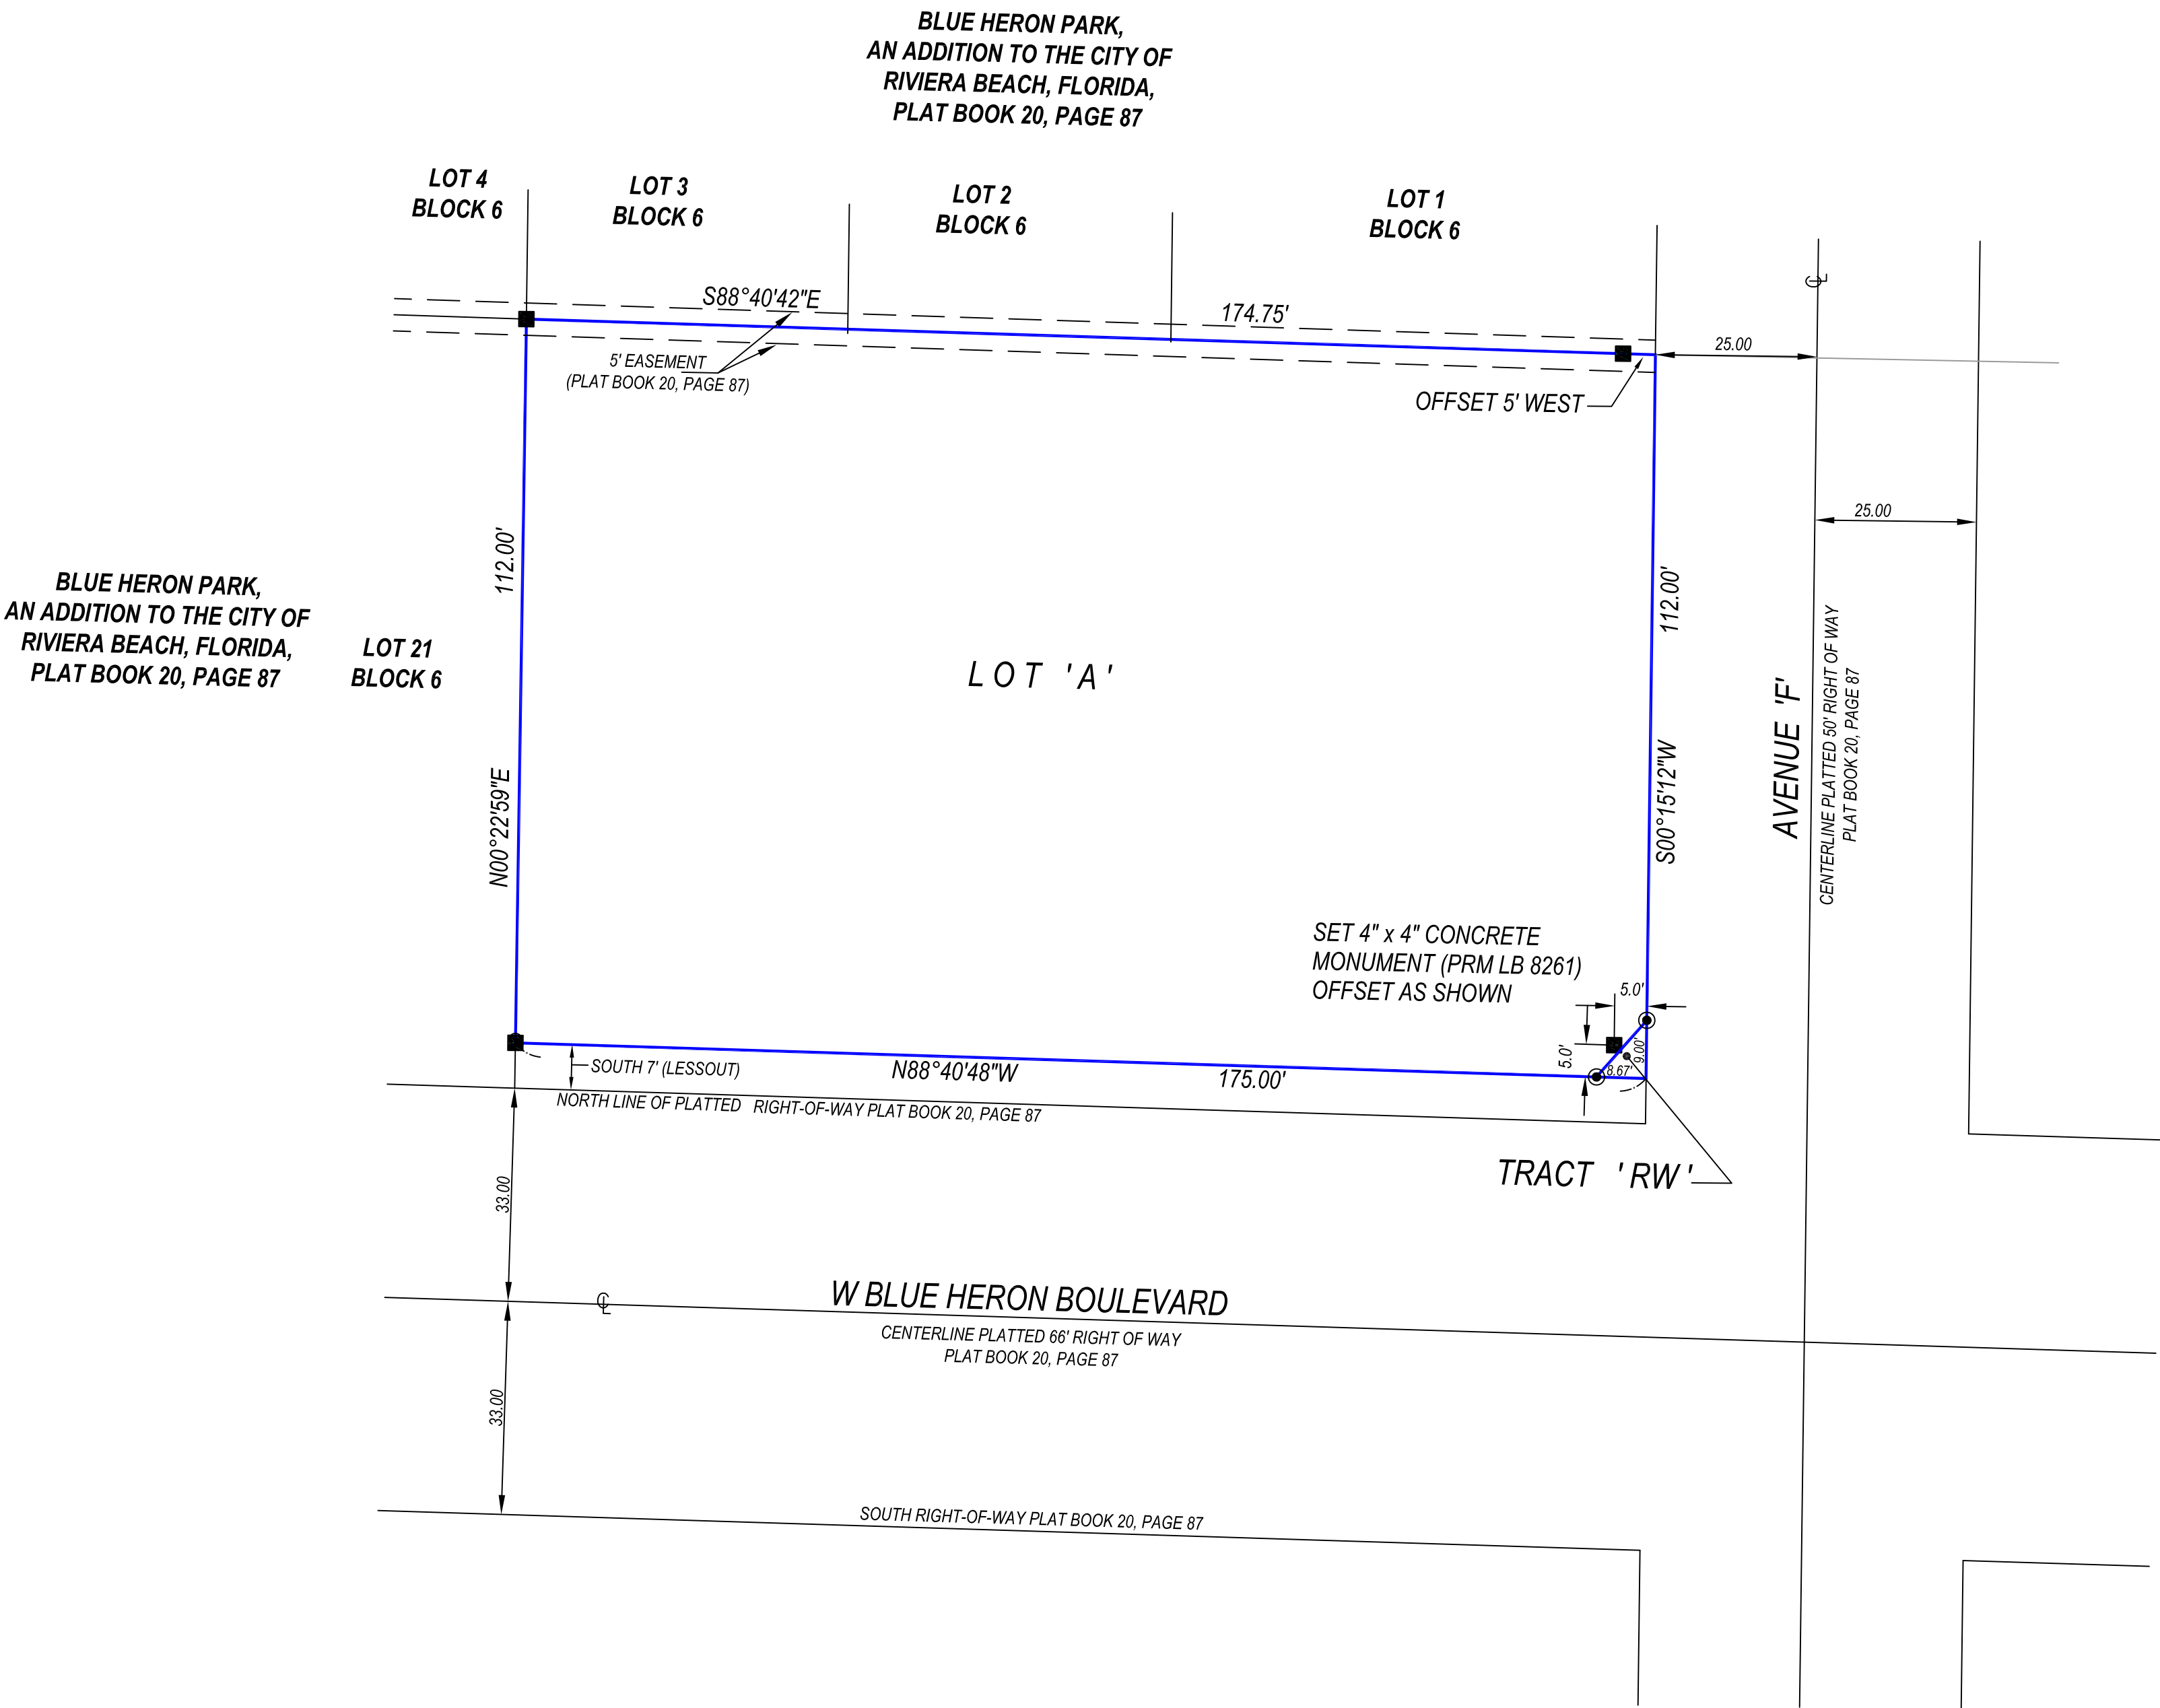 BLUE HERON PARK,
AN ADDITION TO THE CITY OF
RIVIERA BEACH, FLORIDA,
PLAT BOOK 20, PAGE 87
LOT 4
BLOCK 6
LOT 3
BLOCK 6
LOT 2
BLOCK 6
LOT 1
BLOCK 6
S88°40'42"E
174.75'
5' EASEMENT
(PLAT BOOK 20, PAGE 87)
OFFSET 5' WEST
25.00
25.00
112.00'
N00°22'59"E
BLUE HERON PARK,
AN ADDITION TO THE CITY OF
RIVIERA BEACH, FLORIDA,
PLAT BOOK 20, PAGE 87
LOT 21
BLOCK 6
LOT 'A'
112.00'
S00°15'12"W
AVENUE 'F'
CENTERLINE PLATTED 50' RIGHT OF WAY
PLAT BOOK 20, PAGE 87
SET 4" x 4" CONCRETE
MONUMENT (PRM LB 8261)
OFFSET AS SHOWN
5.0'
5.0'
9.00'
8.67'
SOUTH 7' (LESSOUT)
N88°40'48"W
175.00'
NORTH LINE OF PLATTED RIGHT-OF-WAY PLAT BOOK 20, PAGE 87
TRACT 'RW'
33.00
W BLUE HERON BOULEVARD
CENTERLINE PLATTED 66' RIGHT OF WAY
PLAT BOOK 20, PAGE 87
33.00
SOUTH RIGHT-OF-WAY PLAT BOOK 20, PAGE 87